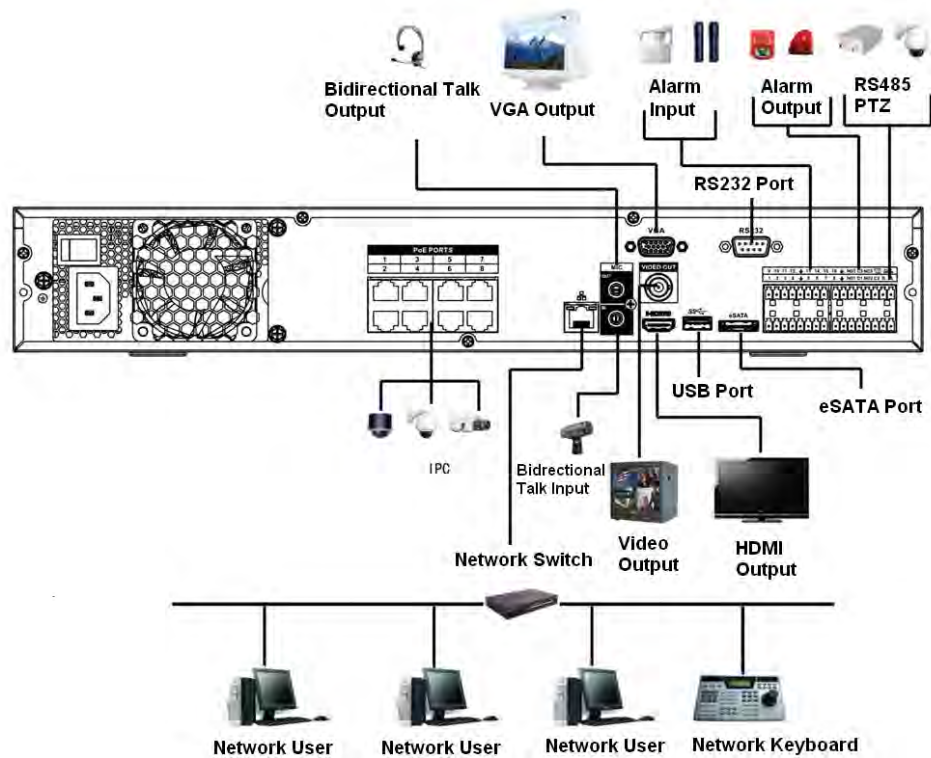 Bidirectional Talk
Output
VGA Output
Alarm
Input
Alarm
Output
RS485
PTZ
RS232 Port
VGA
RS232
PoE PORTS
1 3 5 7
2 4 6 8
MIC
VIDEO OUT
HDMI
eSATA
USB Port
eSATA Port
IPC
Bidrectional
Talk Input
Network Switch
Video
Output
HDMI
Output
Network User
Network User
Network User
Network Keyboard